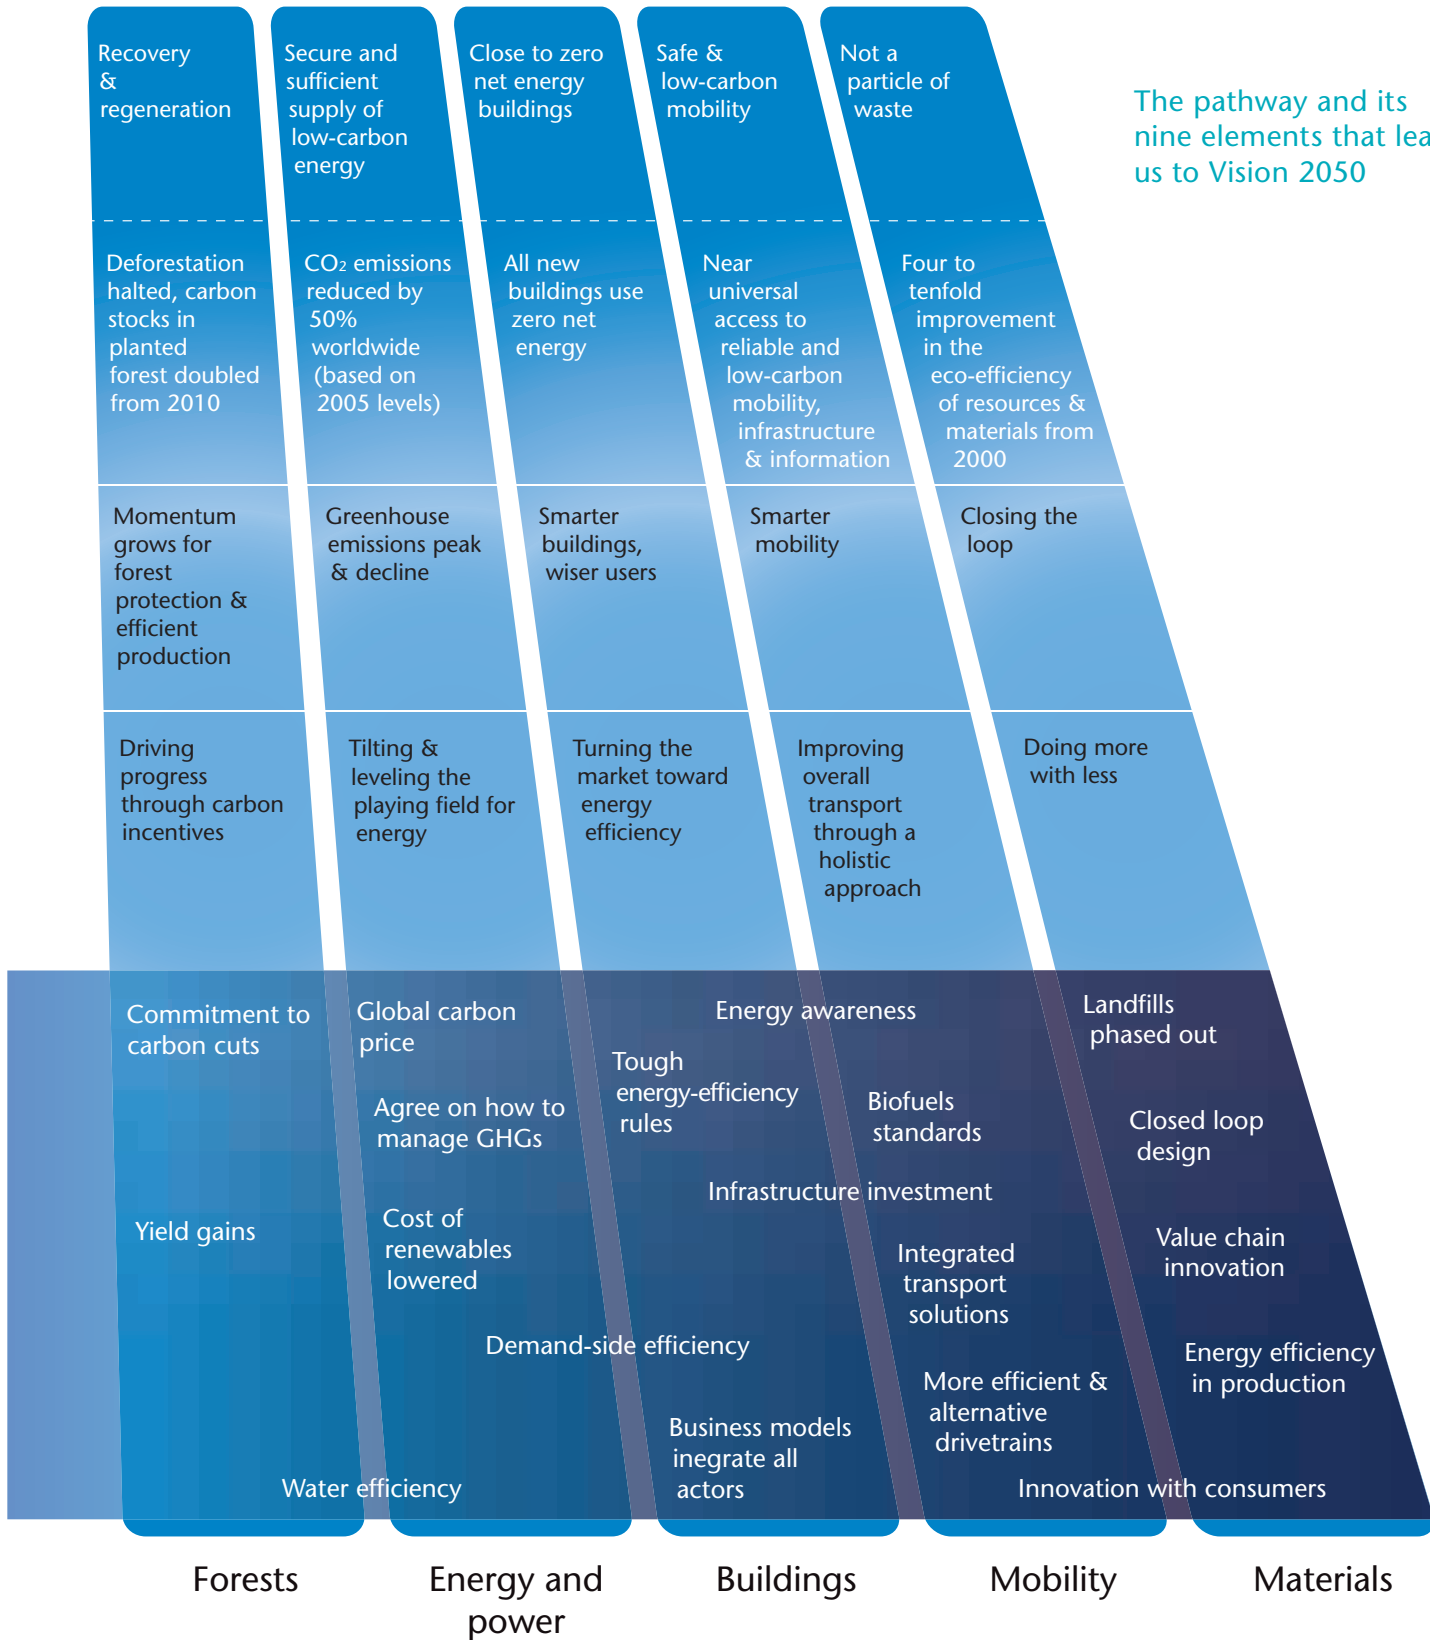 Recovery
&
regeneration
Secure and
sufficient
supply of
low-carbon
energy
Close to zero
net energy
buildings
Safe &
low-carbon
mobility
Not a
particle of
waste
The pathway and its
nine elements that lea
us to Vision 2050
Deforestation
halted, carbon
stocks in
planted
forest doubled
from 2010
CO₂ emissions
reduced by
50%
worldwide
(based on
2005 levels)
All new
buildings use
zero net
energy
Near
universal
access to
reliable and
low-carbon
mobility,
infrastructure
& information
Four to
tenfold
improvement
in the
eco-efficiency
of resources &
materials from
2000
Momentum
grows for
forest
protection &
efficient
production
Greenhouse
emissions peak
& decline
Smarter
buildings,
wiser users
Smarter
mobility
Closing the
loop
Driving
progress
through carbon
incentives
Tilting &
leveling the
playing field for
energy
Turning the
market toward
energy
efficiency
Improving
overall
transport
through a
holistic
approach
Doing more
with less
Commitment to
carbon cuts
Yield gains
Water efficiency
Global carbon
price
Agree on how to
manage GHGs
Cost of
renewables
lowered
Demand-side efficiency
Energy awareness
Tough
energy-efficiency
rules
Infrastructure investment
Business models
inegrate all
actors
Biofuels
standards
Integrated
transport
solutions
More efficient &
alternative
drivetrains
Innovation with consumers
Landfills
phased out
Closed loop
design
Value chain
innovation
Energy efficiency
in production
Forests
Energy and
power
Buildings
Mobility
Materials